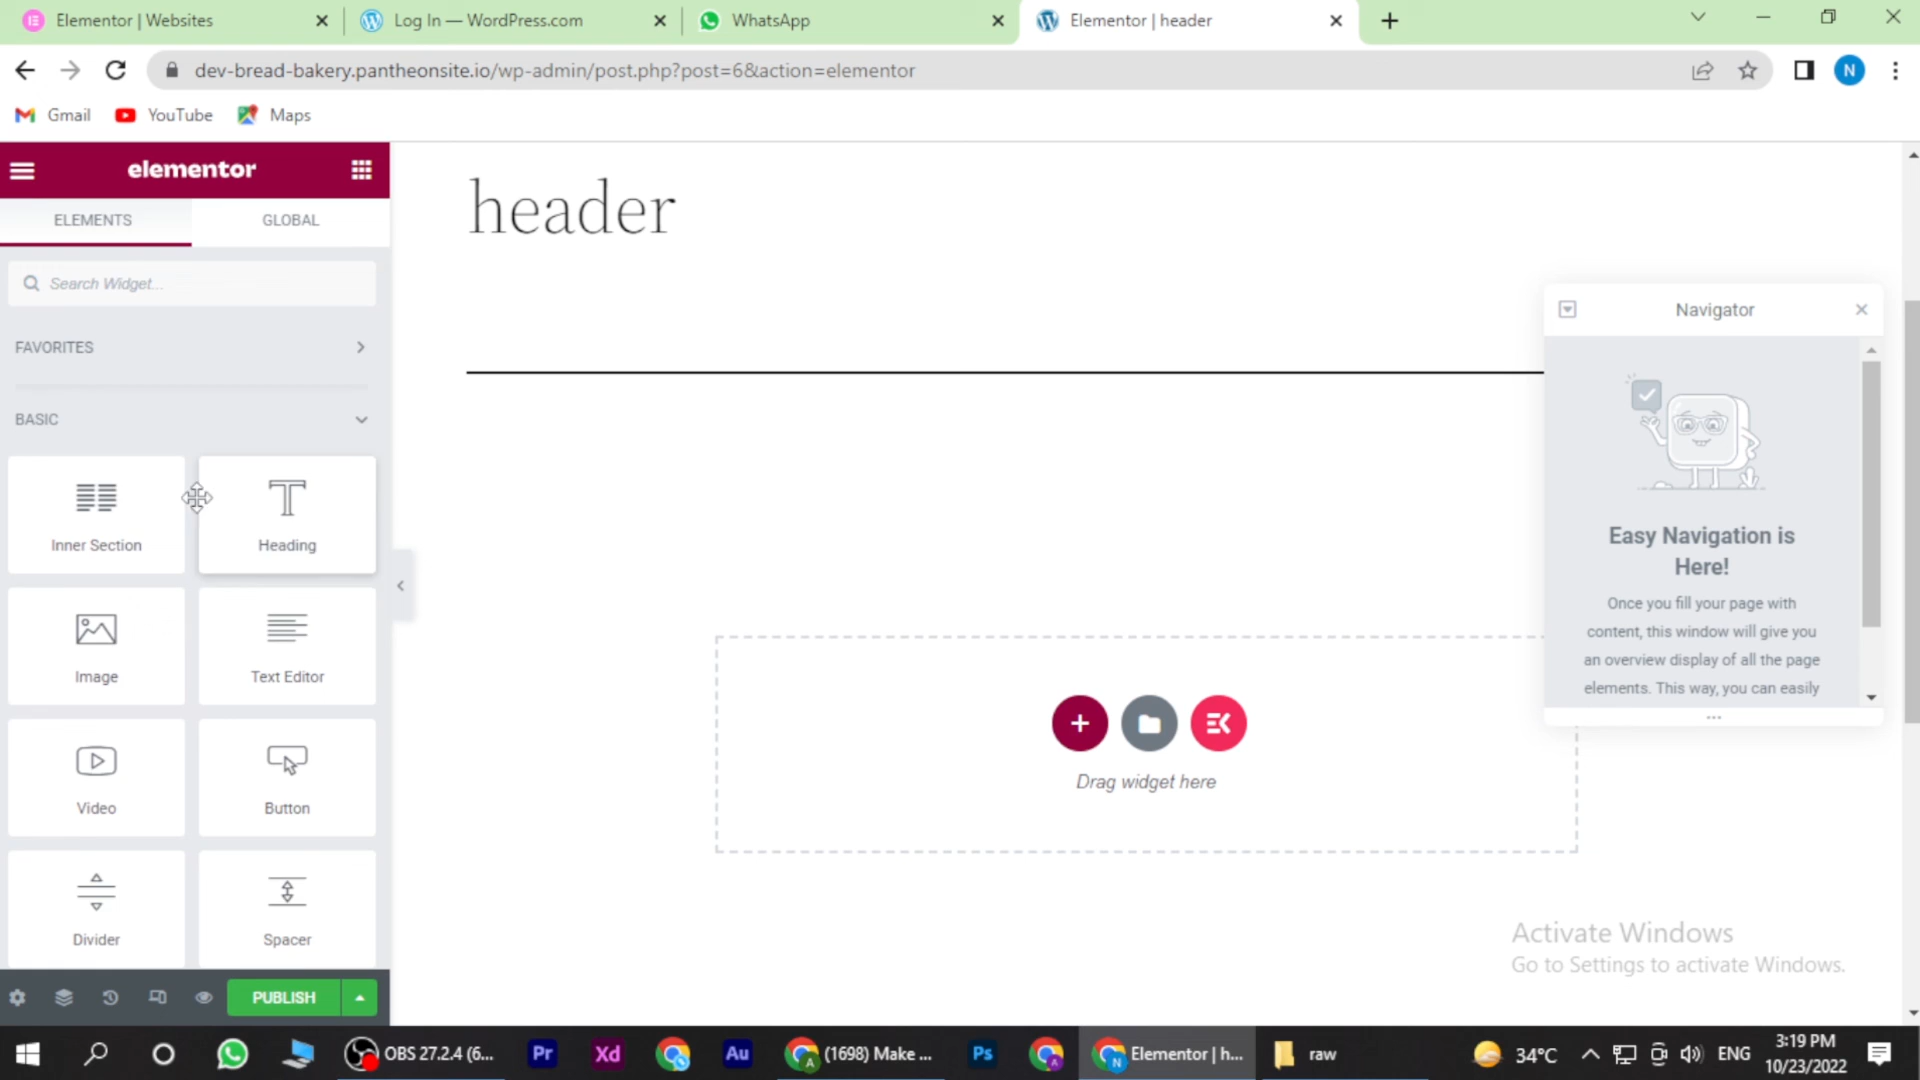 Elementor | Websites
Log In — WordPress.com
WhatsApp
Elementor | header
dev-bread-bakery.pantheonsite.io/wp-admin/post.php?post=6&action=elementor
N
Gmail
YouTube
Maps
elementor
ELEMENTS
GLOBAL
Search Widget...
FAVORITES
BASIC
Inner Section
Heading
Image
Text Editor
Video
Button
Divider
Spacer
PUBLISH
header
Drag widget here
Navigator
Easy Navigation is
Here!
Once you fill your page with
content, this window will give you
an overview display of all the page
elements. This way, you can easily
Activate Windows
Go to Settings to activate Windows.
OBS 27.2.4 (6...
Pr
Xd
Au
(1698) Make ...
Ps
Elementor | h...
raw
34°C
ENG
3:19 PM
10/23/2022